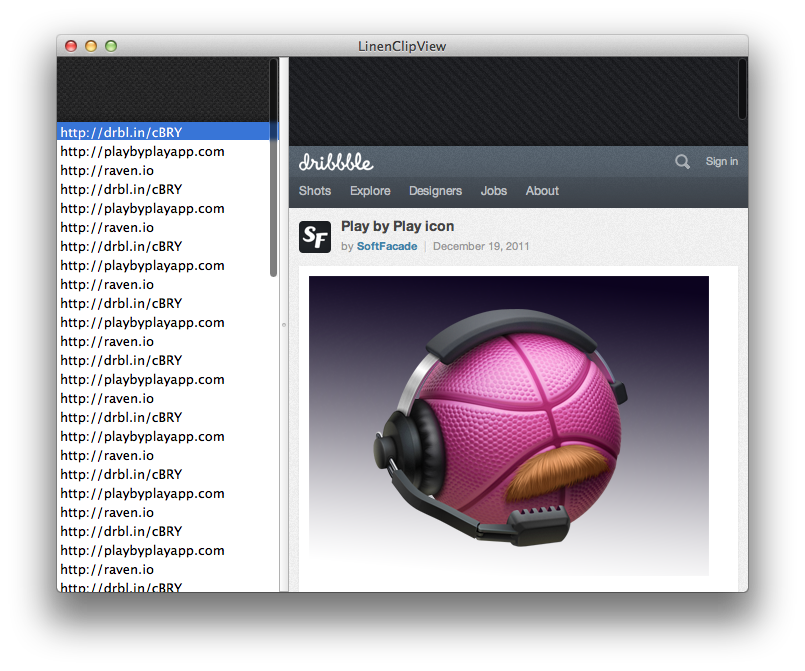 LinenClipView
http://drbl.in/cBRY
http://playbyplayapp.com
http://raven.io
http://drbl.in/cBRY
http://playbyplayapp.com
http://raven.io
http://drbl.in/cBRY
http://playbyplayapp.com
http://raven.io
http://drbl.in/cBRY
http://playbyplayapp.com
http://raven.io
http://drbl.in/cBRY
http://playbyplayapp.com
http://raven.io
http://drbl.in/cBRY
http://playbyplayapp.com
http://raven.io
http://drbl.in/cBRY
http://playbyplayapp.com
http://raven.io
http://drbl.in/cBRY
http://playbyplayapp.com
http://raven.io
http://drbl.in/cBRY
dribbble
Sign in
Shots Explore Designers Jobs About
SF
Play by Play icon
by SoftFacade | December 19, 2011